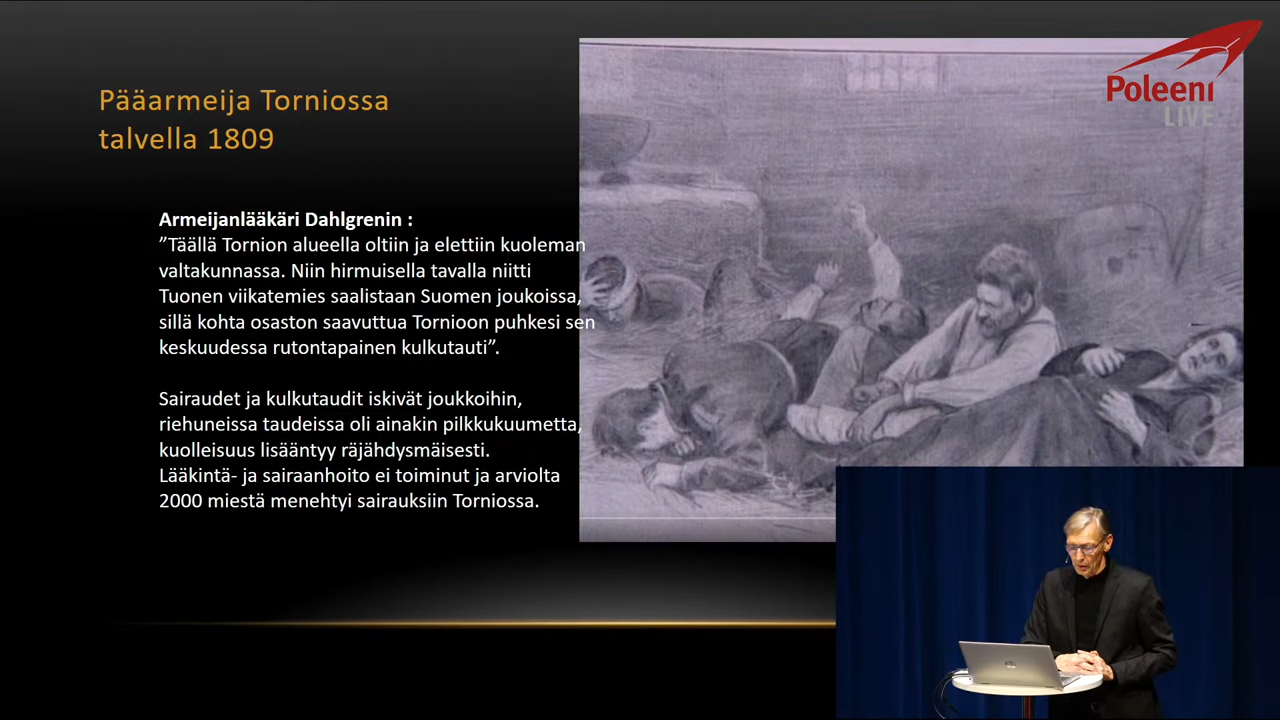 Pääarmeija Torniossa
talvella 1809
Armeijanlääkäri Dahlgrenin :
”Täällä Tornion alueella oltiin ja elettiin kuoleman
valtakunnassa. Niin hirmuisella tavalla niitti
Tuonen viikatemies saalistaan Suomen joukoissa,
sillä kohta osaston saavuttua Tornioon puhkesi sen
keskuudessa rutontapainen kulkutauti”.
Sairaudet ja kulkutaudit iskivät joukkoihin,
riehuneissa taudeissa oli ainakin pilkkukuumetta,
kuolleisuus lisääntyy räjähdysmäisesti.
Lääkintä- ja sairaanhoito ei toiminut ja arviolta
2000 miestä menehtyi sairauksiin Torniossa.
Poleeni
LIVE
hp